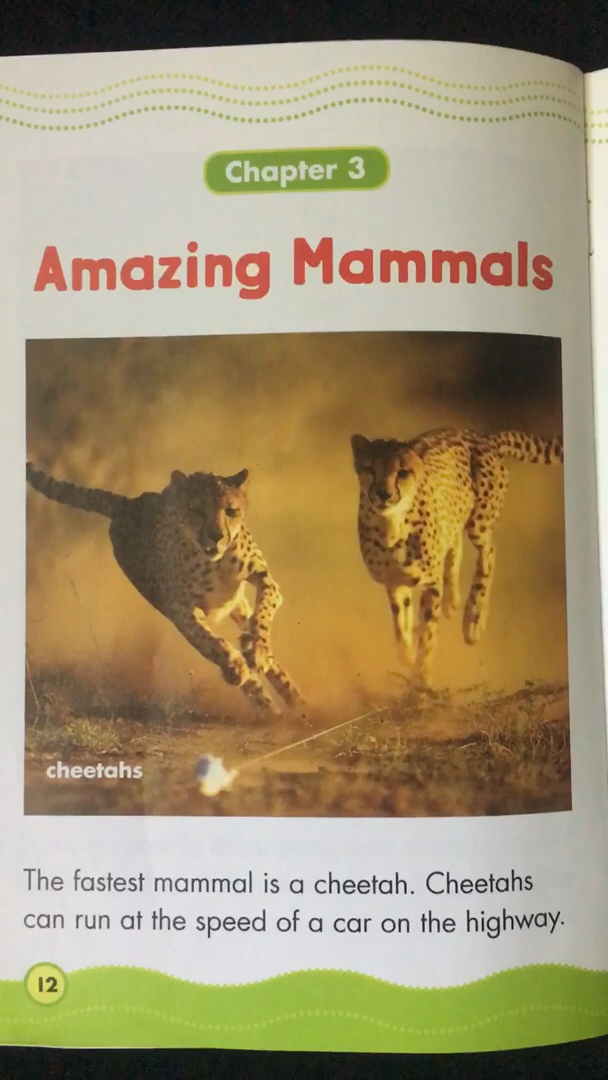 Chapter 3
Amazing Mammals
cheetahs
The fastest mammal is a cheetah. Cheetahs
can run at the speed of a car on the highway.
12